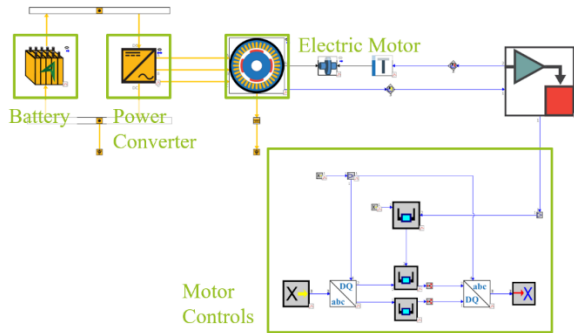 Electric Motor
Battery
Power
Converter
DQ
abc
abc
DQ
X
X
Motor
Controls